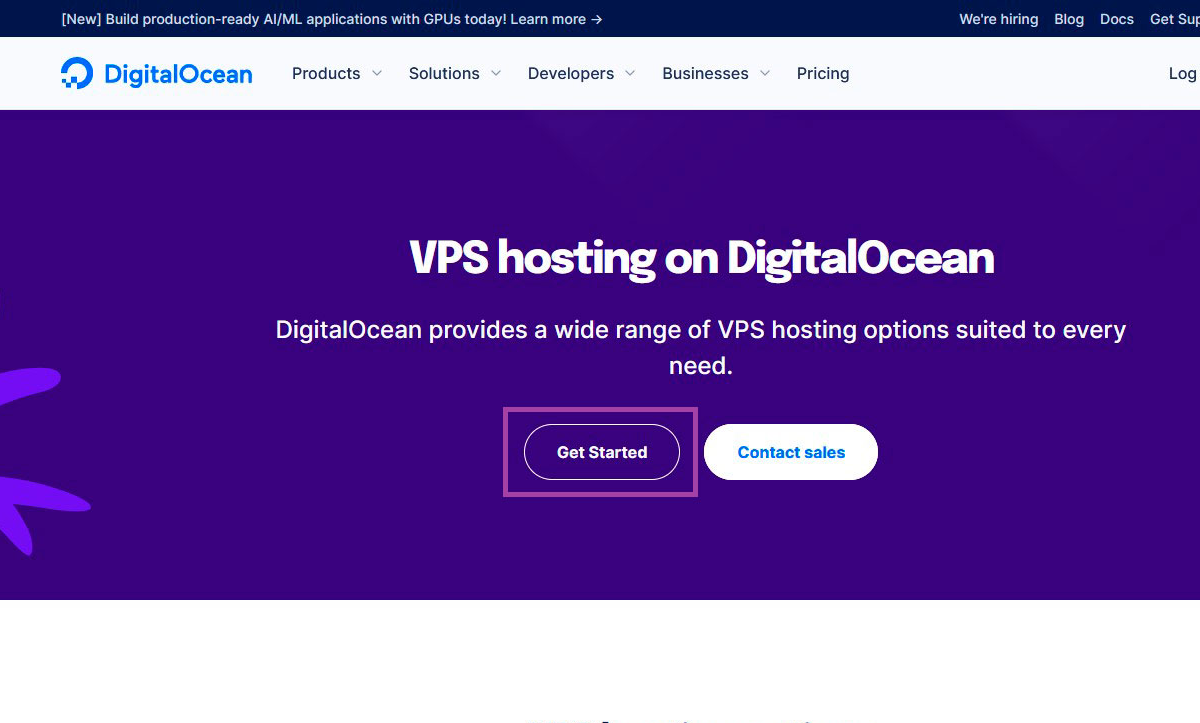 [New] Build production-ready AI/ML applications with GPUs today! Learn more →
We're hiring Blog Docs Get Sup
DigitalOcean Products Solutions Developers Businesses Pricing Log
VPS hosting on DigitalOcean
DigitalOcean provides a wide range of VPS hosting options suited to every
need.
Get Started Contact sales